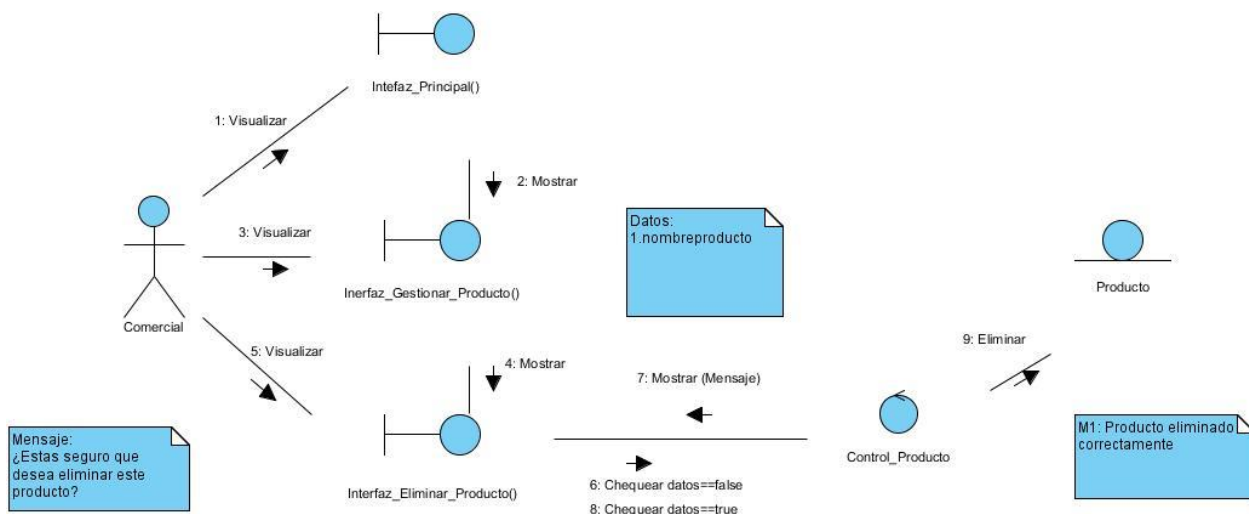 Intefaz_Principal()
1: Visualizar
2: Mostrar
3: Visualizar
Inerfaz_Gestionar_Producto()
Datos:
1.nombreproducto
Producto
Comercial
5: Visualizar
4: Mostrar
7: Mostrar (Mensaje)
9: Eliminar
Mensaje:
¿Estas seguro que
desea eliminar este
producto?
Interfaz_Eliminar_Producto()
Control_Producto
M1: Producto eliminado
correctamente
6: Chequear datos==false
8: Chequear datos==true